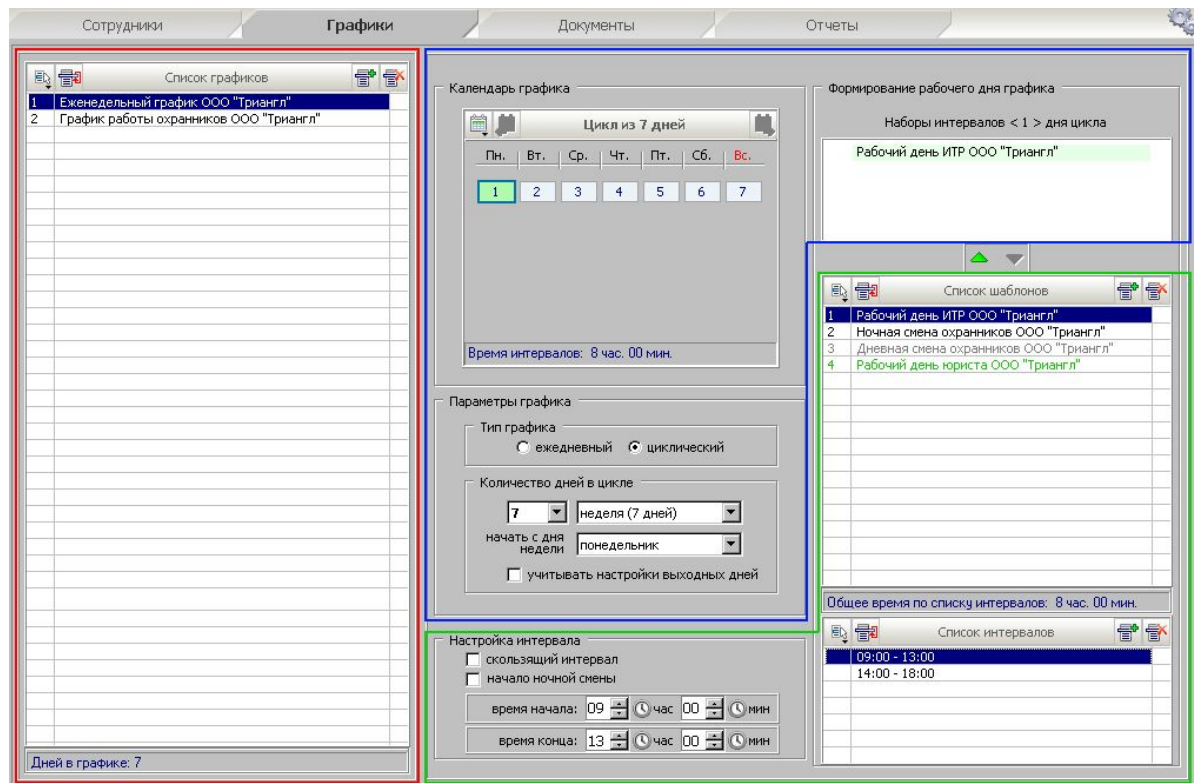 Сотрудники Графики Документы Отчеты
Список графиков
1 Еженедельный график ООО "Триангл"
2 График работы охранников ООО "Триангл"
Дней в графике: 7
Календарь графика
Цикл из 7 дней
Пн. Вт. Ср. Чт. Пт. Сб. Вс.
1 2 3 4 5 6 7
Время интервалов: 8 час. 00 мин.
Параметры графика
Тип графика
ежедневный циклический
Количество дней в цикле
7 неделя (7 дней)
начать с дня
недели понедельник
учитывать настройки выходных дней
Формирование рабочего дня графика
Наборы интервалов < 1 > дня цикла
Рабочий день ИТР ООО "Триангл"
Список шаблонов
1 Рабочий день ИТР ООО "Триангл"
2 Ночная смена охранников ООО "Триангл"
3 Дневная смена охранников ООО "Триангл"
4 Рабочий день юриста ООО "Триангл"
Общее время по списку интервалов: 8 час. 00 мин.
Настройка интервала
скользящий интервал
начало ночной смены
время начала: 09 час 00 мин
время конца: 13 час 00 мин
Список интервалов
09:00 - 13:00
14:00 - 18:00